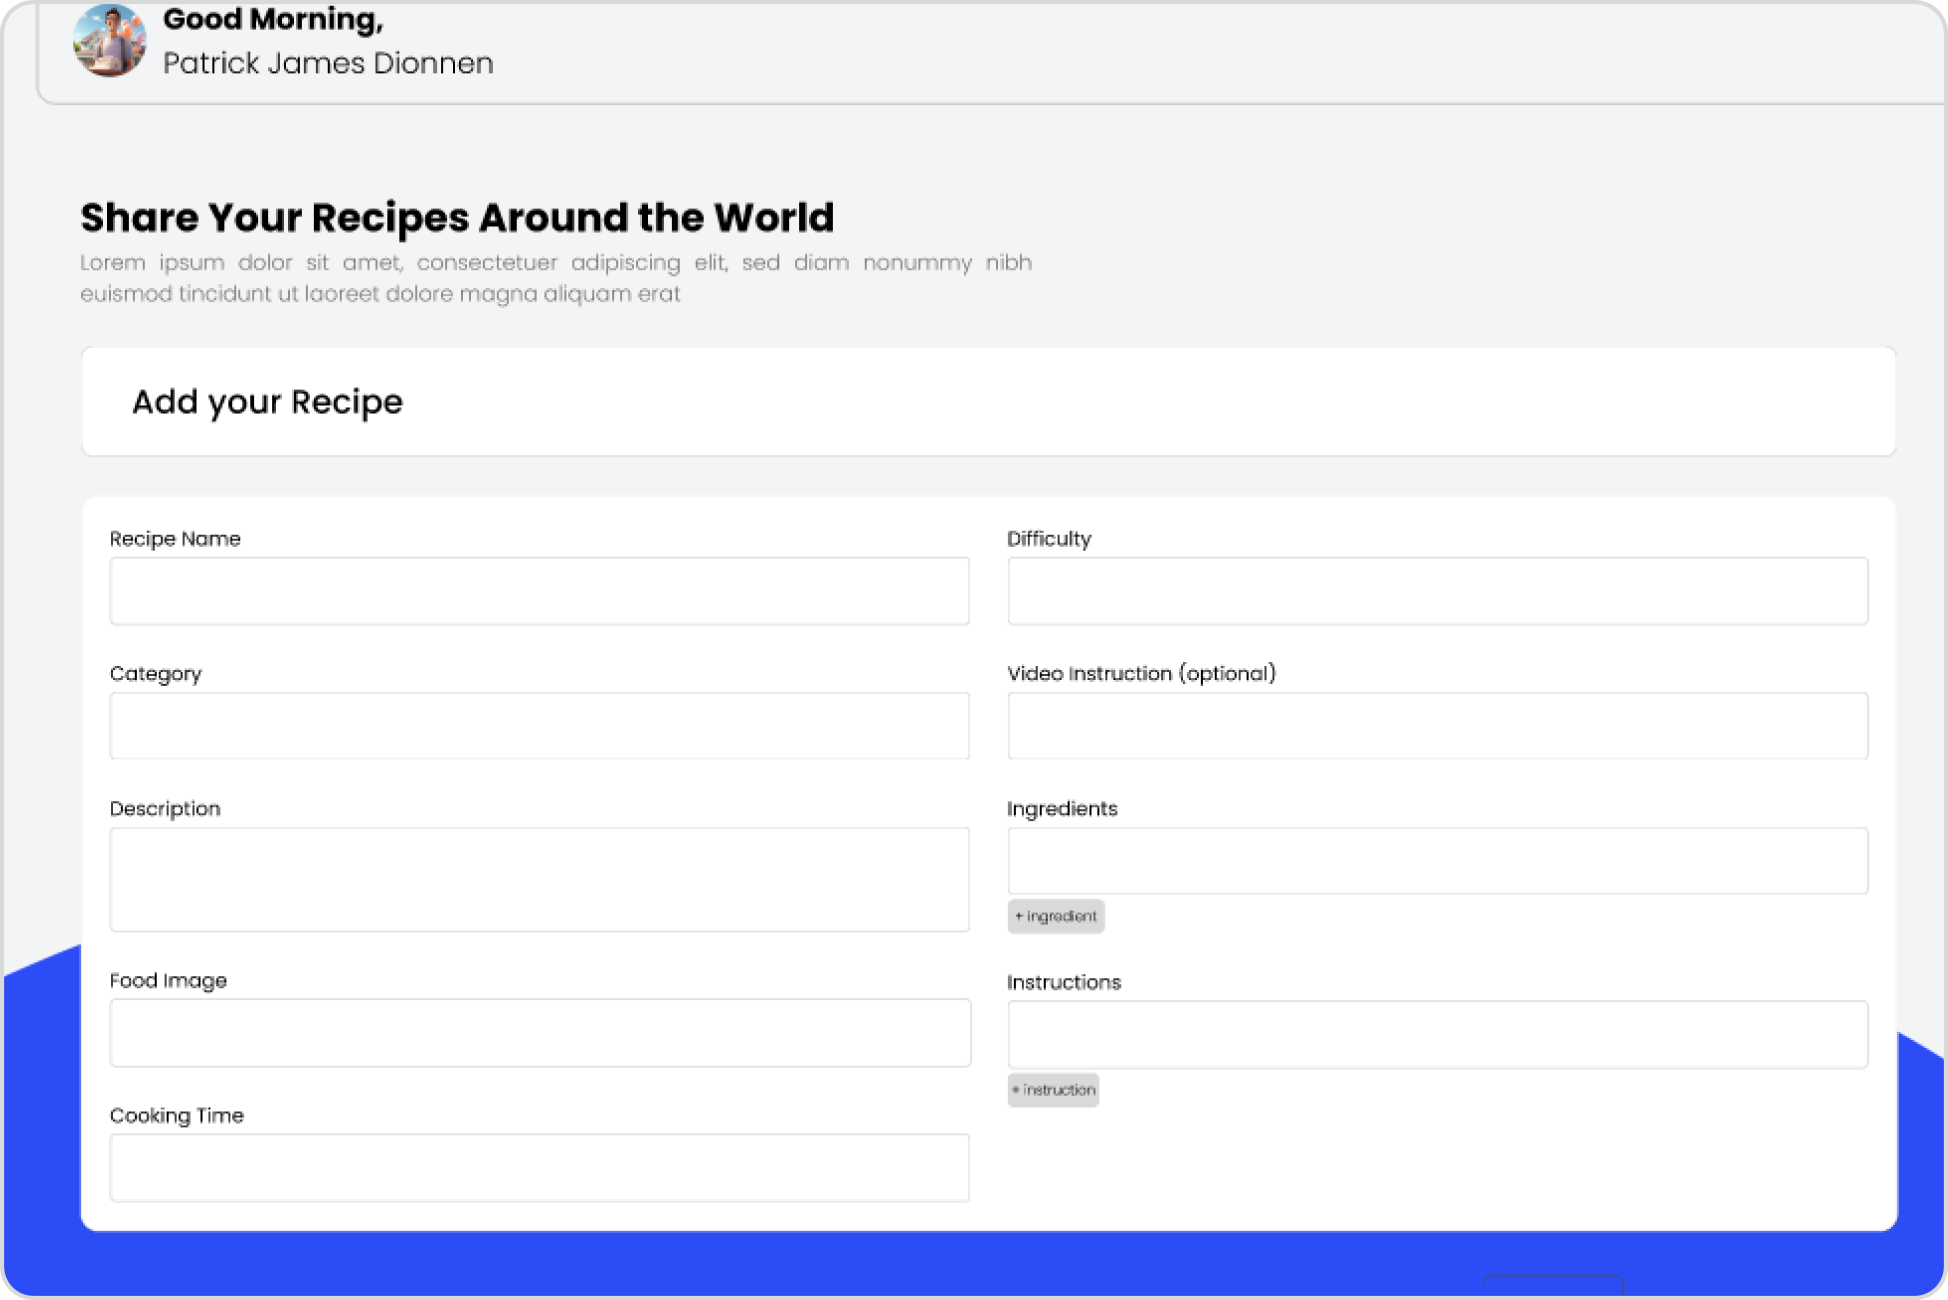 Good Morning,
Patrick James Dionnen
Share Your Recipes Around the World
Lorem ipsum dolor sit amet, consectetuer adipiscing elit, sed diam nonummy nibh
euismod tincidunt ut laoreet dolore magna aliquam erat
Add your Recipe
Recipe Name
Category
Description
Food Image
Cooking Time
Difficulty
Video Instruction (optional)
Ingredients
+ ingredient
Instructions
+ instruction